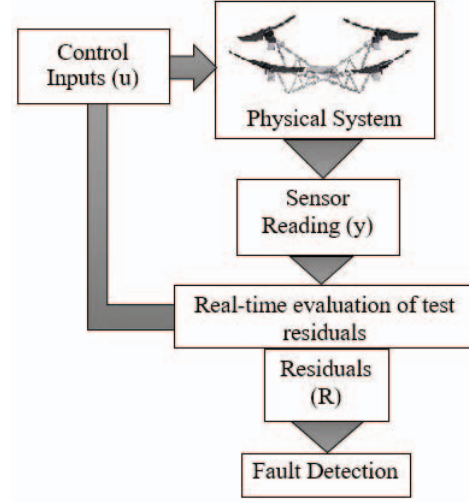 Control
Inputs (u)
Physical System
Sensor
Reading (y)
Real-time evaluation of test
residuals
Residuals
(R)
Fault Detection